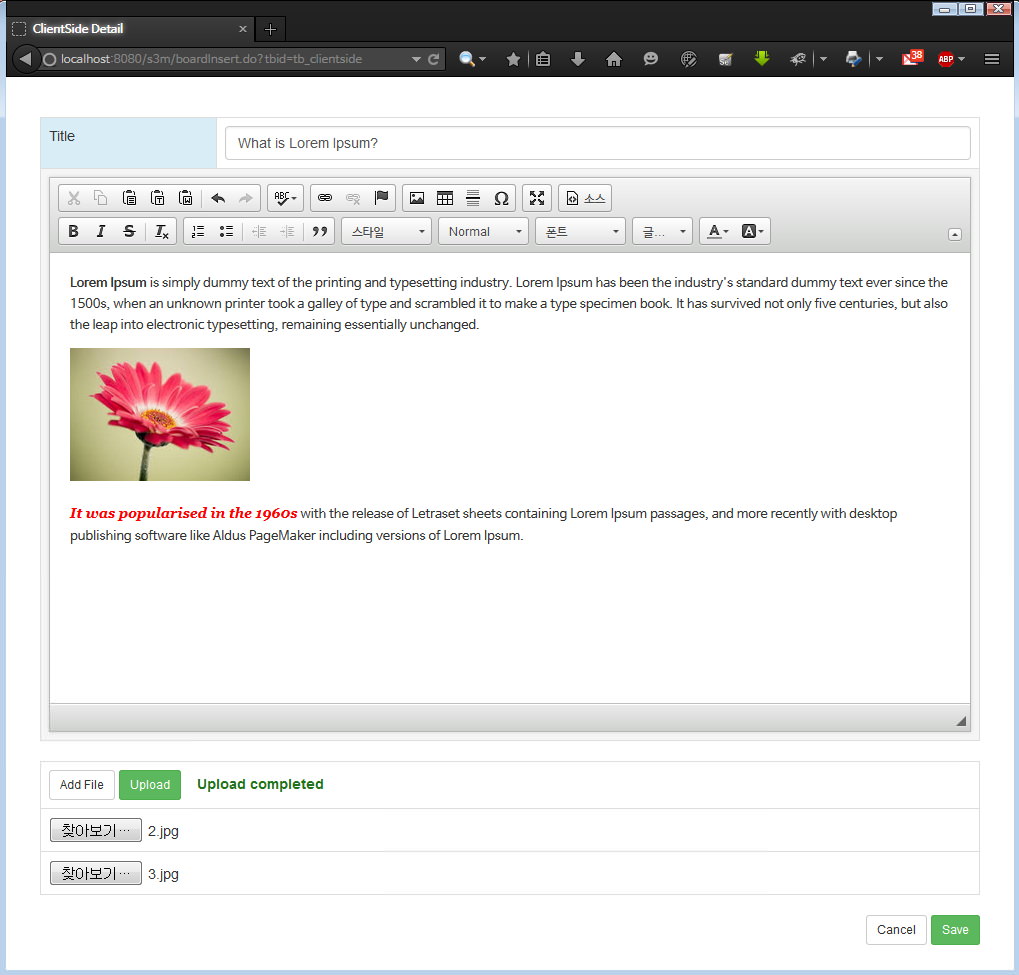 ClientSide Detail
localhost:8080/s3m/boardInsert.do?tbid=tb_clientside
38
ABP
Title
What is Lorem Ipsum?
ABC
Ω
소스
B I S Tx
스타일
Normal
폰트
글...
A
A
Lorem Ipsum is simply dummy text of the printing and typesetting industry. Lorem Ipsum has been the industry's standard dummy text ever since the
1500s, when an unknown printer took a galley of type and scrambled it to make a type specimen book. It has survived not only five centuries, but also
the leap into electronic typesetting, remaining essentially unchanged.
It was popularised in the 1960s with the release of Letraset sheets containing Lorem Ipsum passages, and more recently with desktop
publishing software like Aldus PageMaker including versions of Lorem Ipsum.
Add File
Upload
Upload completed
찾아보기… 2.jpg
찾아보기… 3.jpg
Cancel
Save